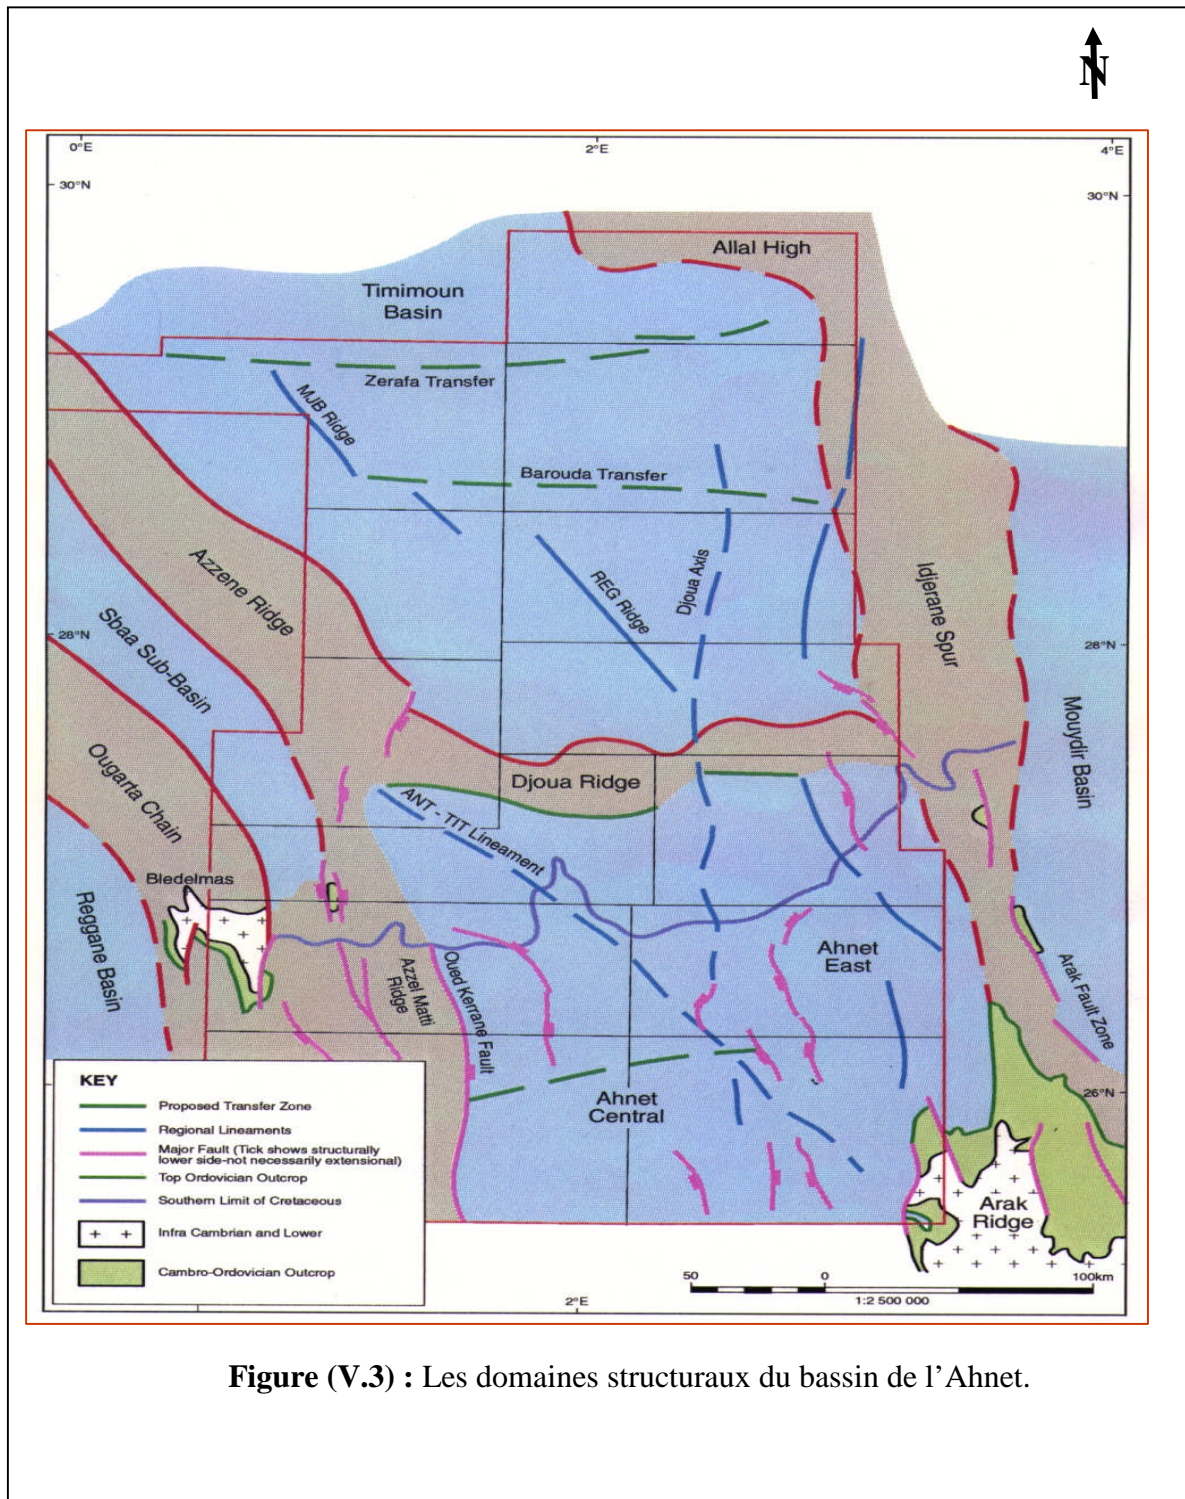 N
0°E
2°E
4°E
30°N
30°N
Allal High
Timimoun
Basin
Zerafa Transfer
MJB Ridge
Barouda Transfer
Azzene Ridge
REG Ridge
Djoua Axis
Idjerane Spur
28°N
28°N
Sbaa Sub-Basin
Mouydir Basin
Ougarta Chain
Djoua Ridge
ANT - TIT Lineament
Bledelmas
Reggane Basin
Azzel Matti
Ridge
Oued Kerrane Fault
Ahnet
East
Arak Fault Zone
Ahnet
Central
26°N
Arak
Ridge
KEY
Proposed Transfer Zone
Regional Lineaments
Major Fault (Tick shows structurally
lower side-not necessarily extensional)
Top Ordovician Outcrop
Southern Limit of Cretaceous
+ + Infra Cambrian and Lower
Cambro-Ordovician Outcrop
50
0
100km
1:2 500 000
2°E
Figure (V.3) : Les domaines structuraux du bassin de l’Ahnet.